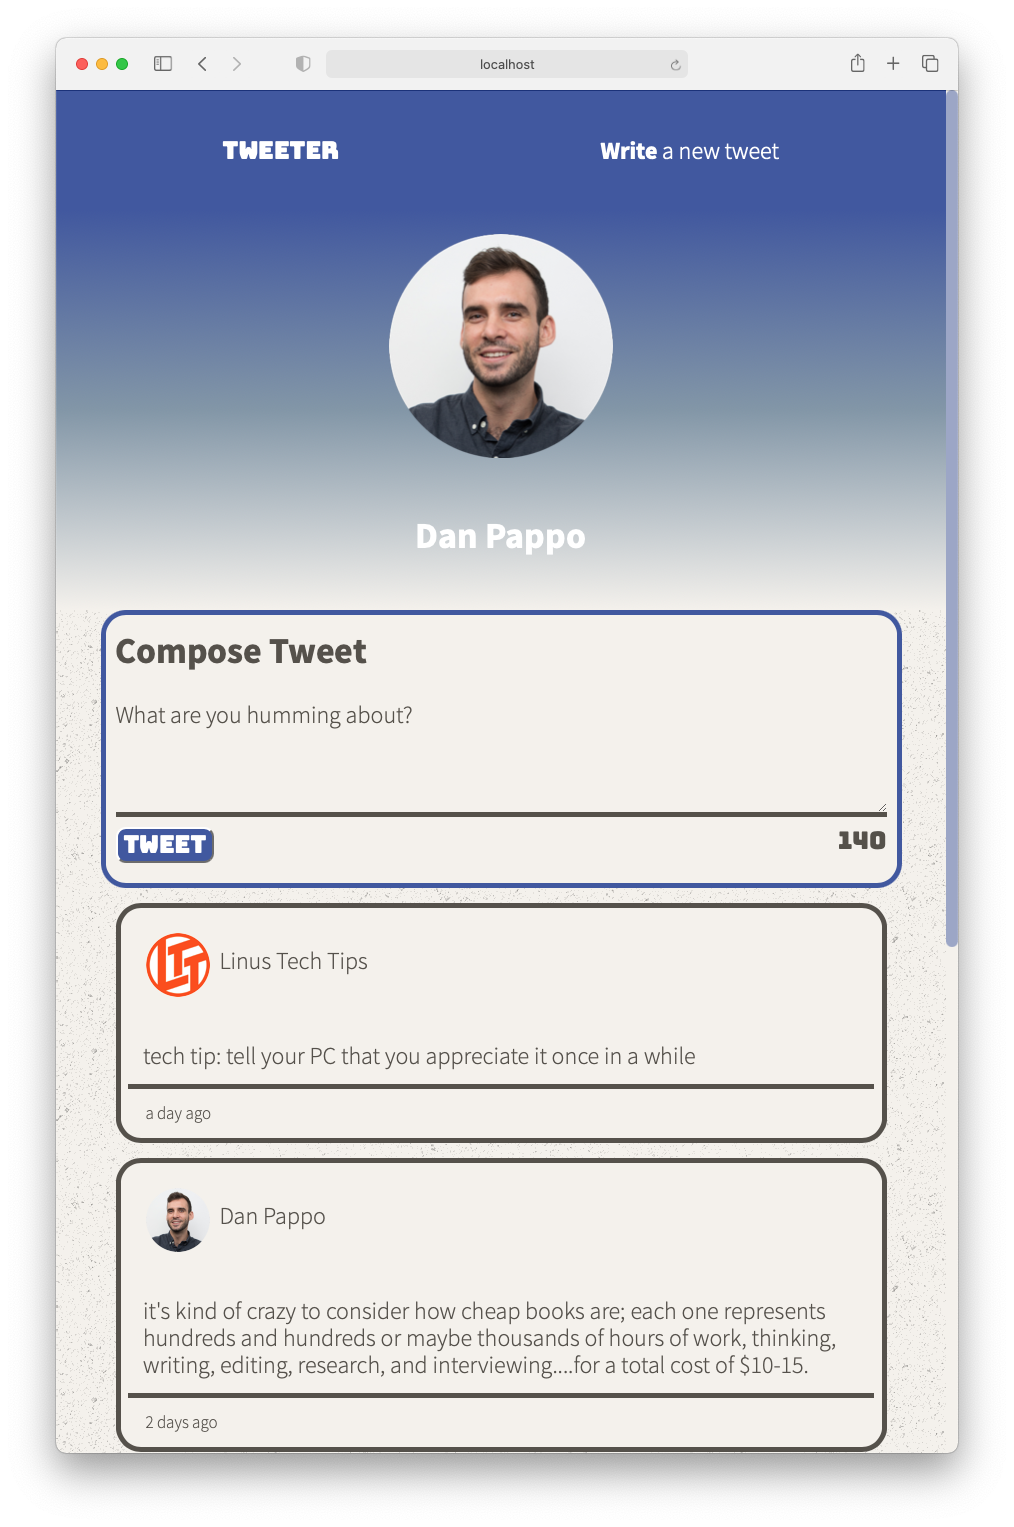 localhost
TWEETER
Write a new tweet
Dan Pappo
Compose Tweet
What are you humming about?
TWEET
140
LTT
Linus Tech Tips
tech tip: tell your PC that you appreciate it once in a while
a day ago
Dan Pappo
it's kind of crazy to consider how cheap books are; each one represents
hundreds and hundreds or maybe thousands of hours of work, thinking,
writing, editing, research, and interviewing....for a total cost of $10-15.
2 days ago